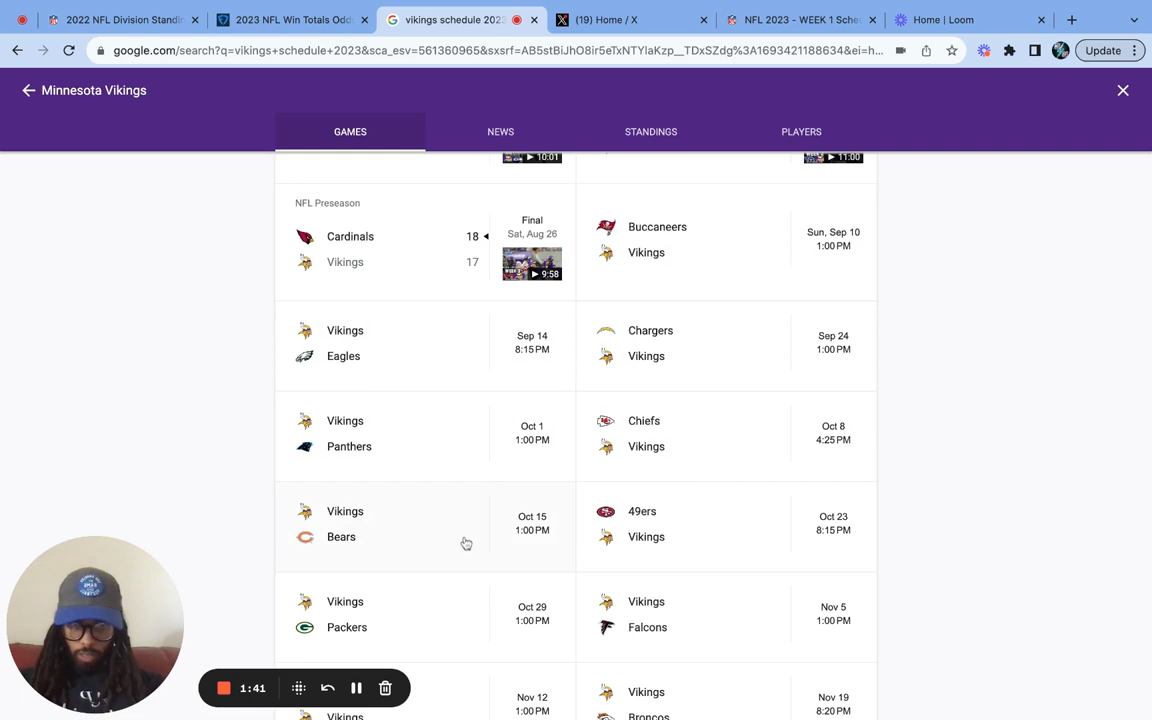 2022 NFL Division Standin
2023 NFL Win Totals Odd
vikings schedule 202
(19) Home / X
NFL 2023 - WEEK 1 Sche
Home | Loom
google.com/search?q=vikings+schedule+2023&sca_esv=561360965&sxsrf=AB5stBiJhO8ir5eTxNTYlaKzp__TDxSZdg%3A1693421188634&ei=h...
Update
Minnesota Vikings
GAMES
NEWS
STANDINGS
PLAYERS
10:01
11:00
NFL Preseason
Cardinals 18
Vikings 17
Final
Sat, Aug 26
9:58
Buccaneers
Vikings
Sun, Sep 10
1:00 PM
Vikings
Eagles
Sep 14
8:15 PM
Chargers
Vikings
Sep 24
1:00 PM
Vikings
Panthers
Oct 1
1:00 PM
Chiefs
Vikings
Oct 8
4:25 PM
Vikings
Bears
Oct 15
1:00 PM
49ers
Vikings
Oct 23
8:15 PM
Vikings
Packers
Oct 29
1:00 PM
Vikings
Falcons
Nov 5
1:00 PM
Vikings
Nov 12
1:00 PM
Vikings
Broncos
Nov 19
8:20 PM
1:41